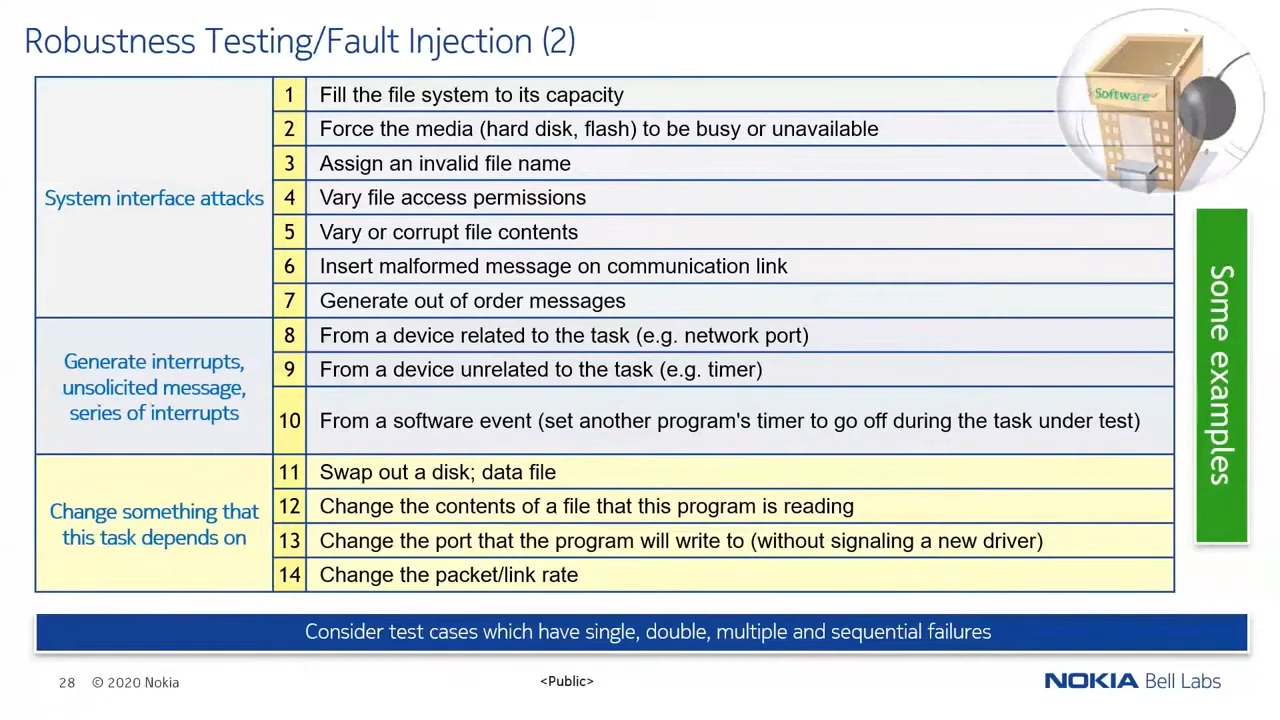 Robustness Testing/Fault Injection (2)
Software
System interface attacks
1 Fill the file system to its capacity
2 Force the media (hard disk, flash) to be busy or unavailable
3 Assign an invalid file name
4 Vary file access permissions
5 Vary or corrupt file contents
6 Insert malformed message on communication link
7 Generate out of order messages
Generate interrupts,
unsolicited message,
series of interrupts
8 From a device related to the task (e.g. network port)
9 From a device unrelated to the task (e.g. timer)
10 From a software event (set another program's timer to go off during the task under test)
Change something that
this task depends on
11 Swap out a disk; data file
12 Change the contents of a file that this program is reading
13 Change the port that the program will write to (without signaling a new driver)
14 Change the packet/link rate
Some examples
Consider test cases which have single, double, multiple and sequential failures
28 © 2020 Nokia
<Public>
NOKIA Bell Labs